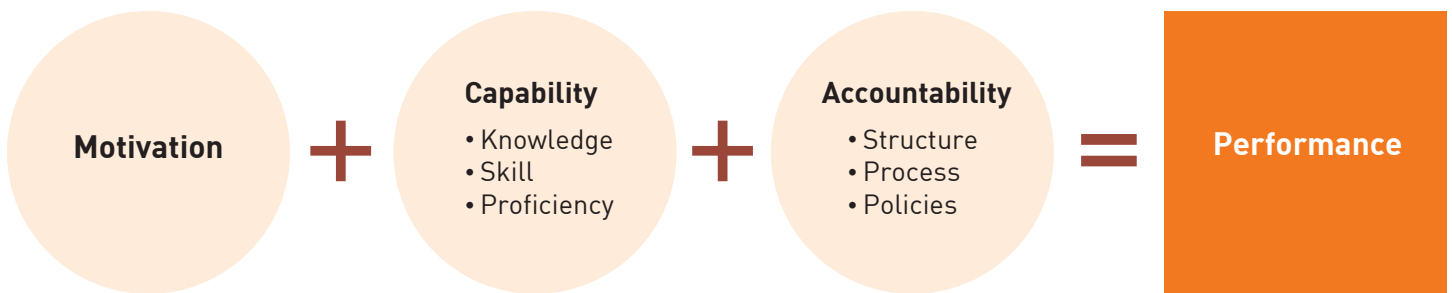 Motivation
+
Capability
• Knowledge
• Skill
• Proficiency
+
Accountability
• Structure
• Process
• Policies
=
Performance